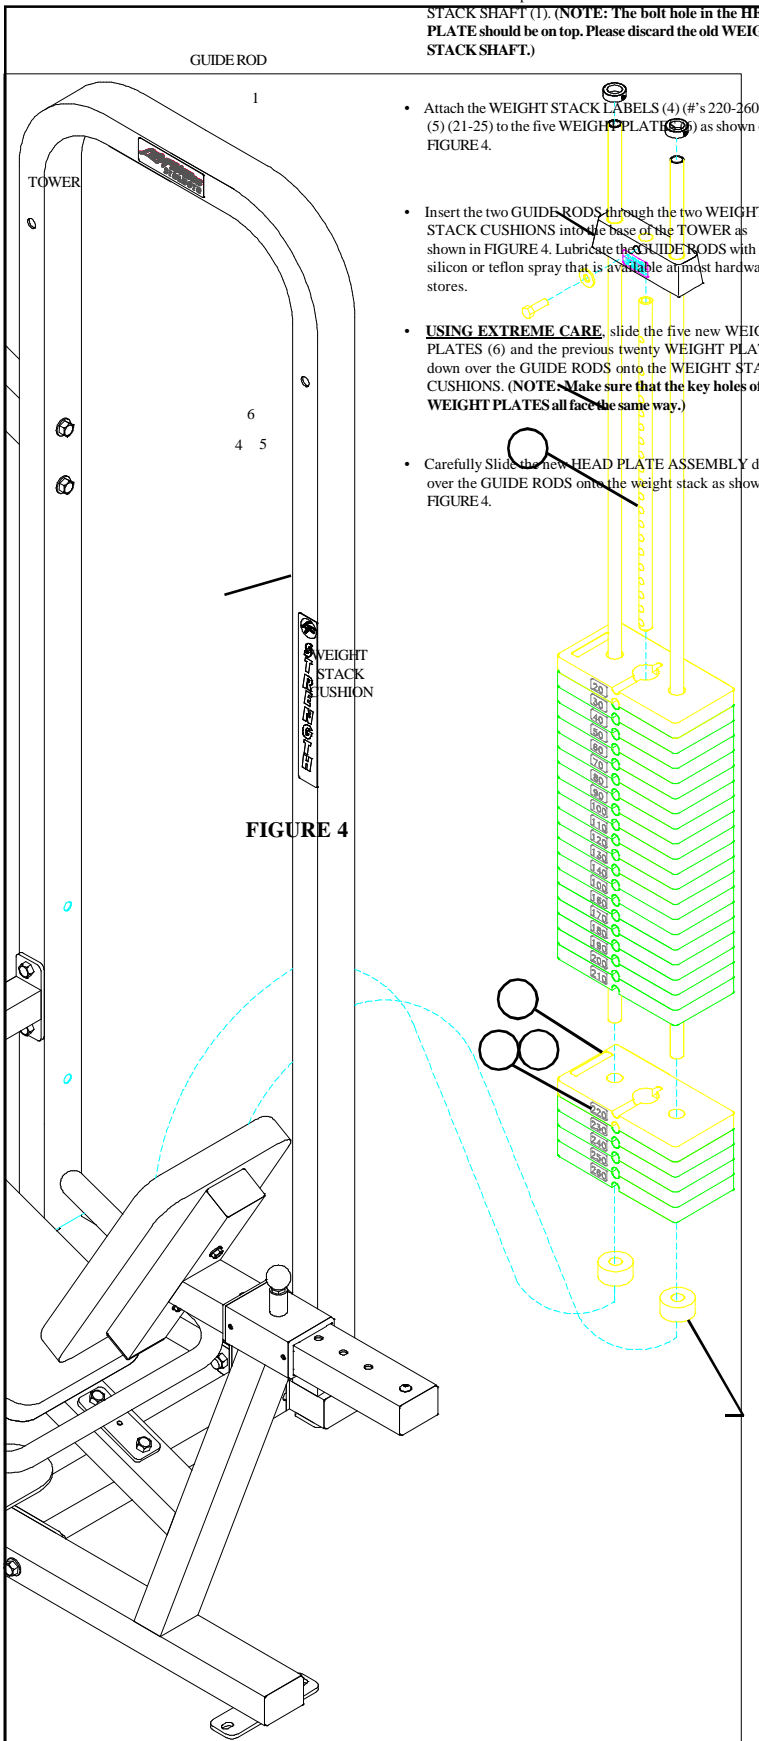 STACK SHAFT (1). (NOTE: The bolt hole in the HE
PLATE should be on top. Please discard the old WEIG
STACK SHAFT.)
GUIDE ROD
1
• Attach the WEIGHT STACK LABELS (4) (#'s 220-260
(5) (21-25) to the five WEIGHT PLATES (6) as shown
FIGURE 4.
TOWER
• Insert the two GUIDE RODS through the two WEIGHT
STACK CUSHIONS into the base of the TOWER as
shown in FIGURE 4. Lubricate the GUIDE RODS with
silicon or teflon spray that is available at most hardwa
stores.
• USING EXTREME CARE, slide the five new WEIG
PLATES (6) and the previous twenty WEIGHT PLA
down over the GUIDE RODS onto the WEIGHT STA
CUSHIONS. (NOTE: Make sure that the key holes of
WEIGHT PLATES all face the same way.)
6
4 5
• Carefully Slide the new HEAD PLATE ASSEMBLY d
over the GUIDE RODS onto the weight stack as show
FIGURE 4.
STRENGTH
WEIGHT
STACK
CUSHION
FIGURE 4
20
30
40
50
60
70
80
90
100
110
120
130
140
100
160
170
180
190
200
210
220
230
240
250
260